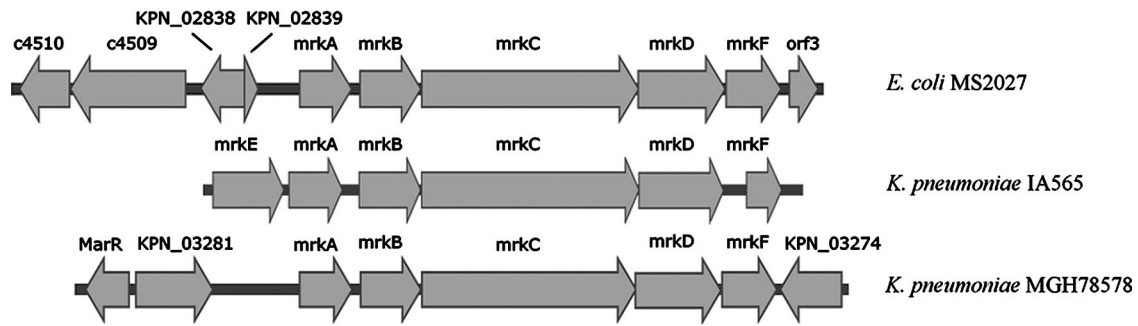 KPN_02838 KPN_02839
c4510 c4509 mrkA mrkB mrkC mrkD mrkF orf3
E. coli MS2027
mrkE mrkA mrkB mrkC mrkD mrkF
K. pneumoniae IA565
MarR KPN_03281 mrkA mrkB mrkC mrkD mrkF KPN_03274
K. pneumoniae MGH78578